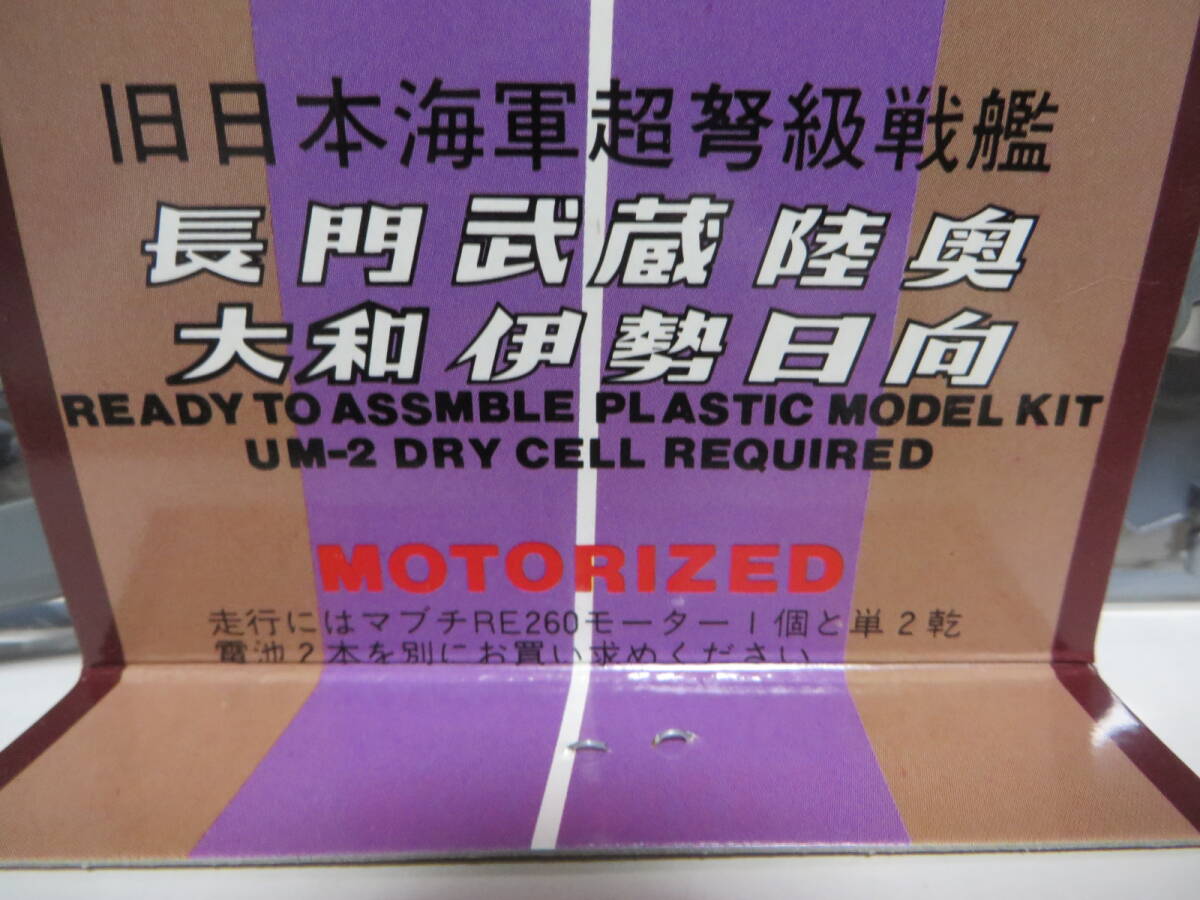 旧日本海軍超弩級戦艦
長門武蔵陸奥
大和伊勢日向
READY TO ASSMBLE PLASTIC MODEL KIT
UM-2 DRY CELL REQUIRED
MOTORIZED
走行にはマブチRE260モーター1個と単2乾
電池2本を別にお買い求めください